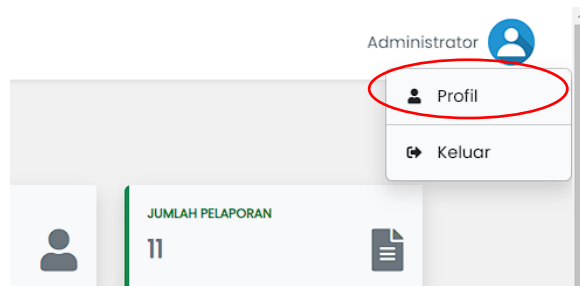 Administrator
Profil
Keluar
JUMLAH PELAPORAN
11